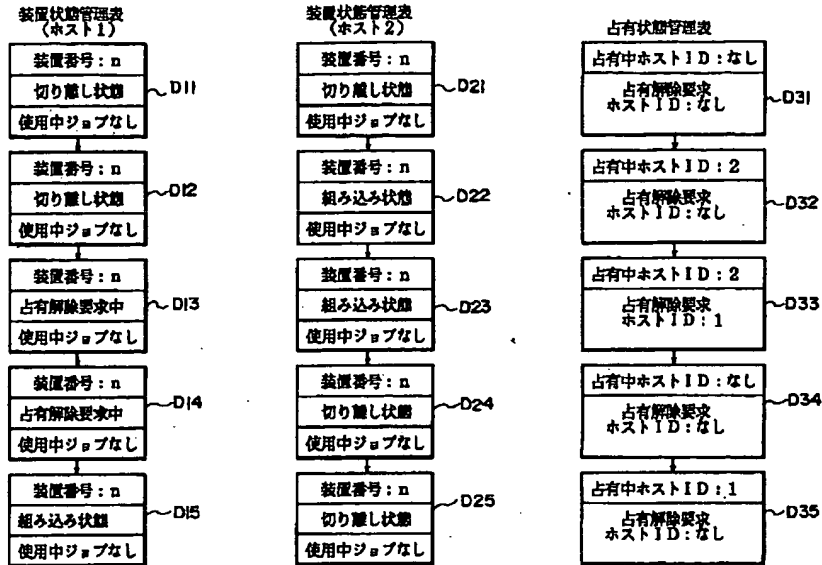 装置状態管理表
(ホスト1)
装置番号:n
切り離し状態
使用中ジョブなし
D11
装置番号:n
切り離し状態
使用中ジョブなし
D12
装置番号:n
占有解除要求中
使用中ジョブなし
D13
装置番号:n
占有解除要求中
使用中ジョブなし
D14
装置番号:n
組み込み状態
使用中ジョブなし
D15
装置状態管理表
(ホスト2)
装置番号:n
切り離し状態
使用中ジョブなし
D21
装置番号:n
組み込み状態
使用中ジョブなし
D22
装置番号:n
組み込み状態
使用中ジョブなし
D23
装置番号:n
切り離し状態
使用中ジョブなし
D24
装置番号:n
切り離し状態
使用中ジョブなし
D25
占有状態管理表
占有中ホストID:なし
占有解除要求
ホストID:なし
D31
占有中ホストID:2
占有解除要求
ホストID:なし
D32
占有中ホストID:2
占有解除要求
ホストID:1
D33
占有中ホストID:なし
占有解除要求
ホストID:なし
D34
占有中ホストID:1
占有解除要求
ホストID:なし
D35